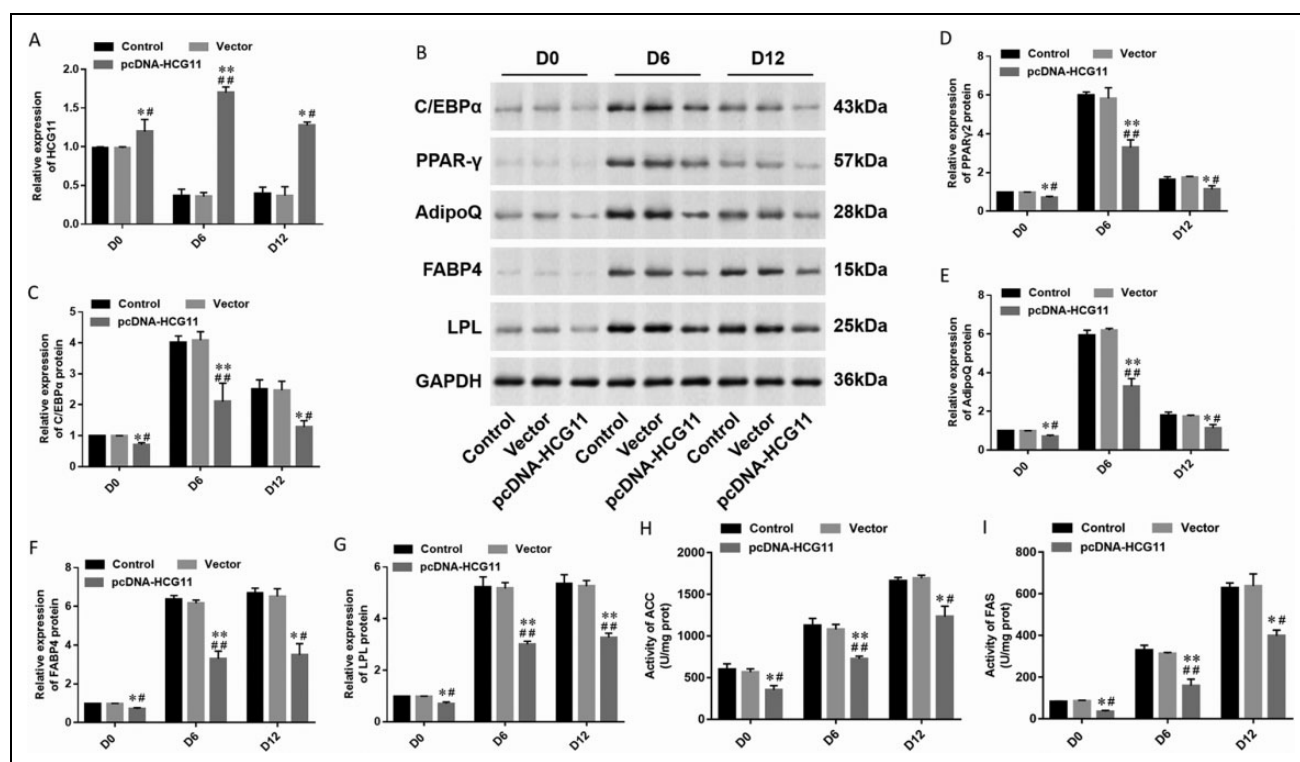 A
Control
Vector
pcDNA-HCG11
Relative expression
of HCG11
2.0
1.5
1.0
0.5
0.0
*#
**
##
*#
D0
D6
D12
B
D0
D6
D12
C/EBPα
43kDa
PPAR-γ
57kDa
AdipoQ
28kDa
FABP4
15kDa
LPL
25kDa
GAPDH
36kDa
Control
Vector
pcDNA-HCG11
Control
Vector
pcDNA-HCG11
Control
Vector
pcDNA-HCG11
C
Control
Vector
pcDNA-HCG11
Relative expression
of C/EBPα protein
5
4
3
2
1
0
*#
**
##
*#
D0
D6
D12
D
Control
Vector
pcDNA-HCG11
Relative expression
of PPARγ2 protein
8
6
4
2
0
*#
**
##
*#
D0
D6
D12
E
Control
Vector
pcDNA-HCG11
Relative expression
of AdipoQ protein
8
6
4
2
0
*#
**
##
*#
D0
D6
D12
F
Control
Vector
pcDNA-HCG11
Relative expression
of FABP4 protein
8
6
4
2
0
*#
**
##
*#
D0
D6
D12
G
Control
Vector
pcDNA-HCG11
Relative expression
of LPL protein
6
4
2
0
*#
**
##
**
##
D0
D6
D12
H
Control
Vector
pcDNA-HCG11
Activity of ACC
(U/mg prot)
2000
1500
1000
500
0
*#
**
##
*#
D0
D6
D12
I
Control
Vector
pcDNA-HCG11
Activity of FAS
(U/mg prot)
800
600
400
200
0
*#
**
##
*#
D0
D6
D12